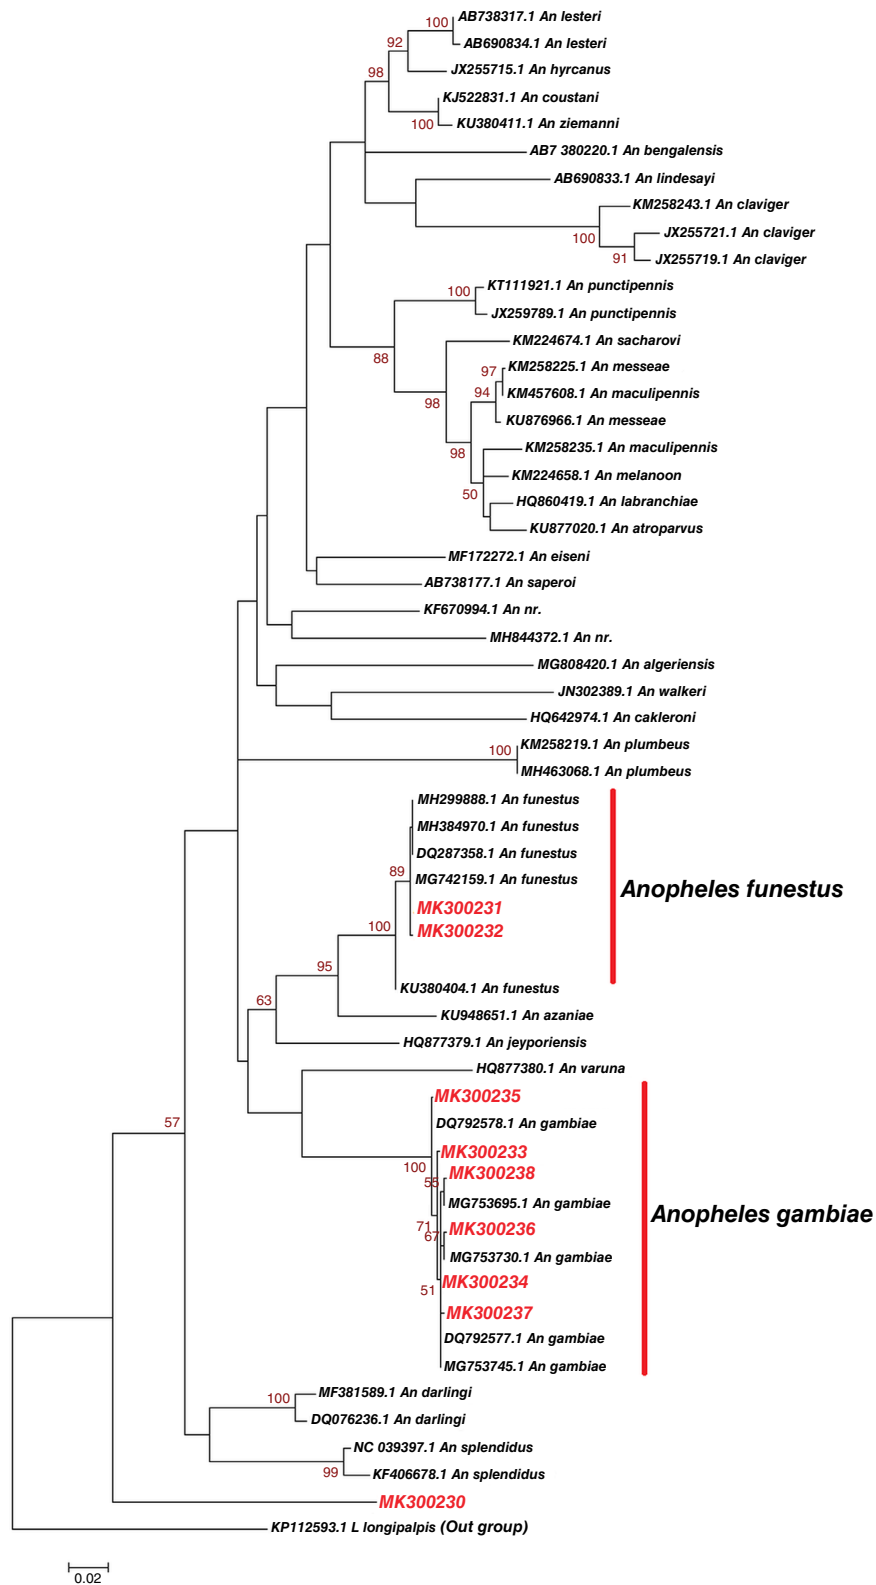 AB738317.1 An lesteri
100
AB690834.1 An lesteri
92
JX255715.1 An hyrcanus
98
KJ522831.1 An coustani
100
KU380411.1 An ziemanni
AB7 380220.1 An bengalensis
AB690833.1 An lindesayi
KM258243.1 An claviger
JX255721.1 An claviger
100
91
JX255719.1 An claviger
KT111921.1 An punctipennis
100
JX259789.1 An punctipennis
KM224674.1 An sacharovi
88
KM258225.1 An messeae
97
KM457608.1 An maculipennis
94
98
KU876966.1 An messeae
KM258235.1 An maculipennis
98
KM224658.1 An melanoon
50
HQ860419.1 An labranchiae
KU877020.1 An atroparvus
MF172272.1 An eiseni
AB738177.1 An saperoi
KF670994.1 An nr.
MH844372.1 An nr.
MG808420.1 An algeriensis
JN302389.1 An walkeri
HQ642974.1 An cakleroni
KM258219.1 An plumbeus
100
MH463068.1 An plumbeus
MH299888.1 An funestus
MH384970.1 An funestus
DQ287358.1 An funestus
89
MG742159.1 An funestus
Anopheles funestus
MK300231
100
MK300232
95
KU380404.1 An funestus
63
KU948651.1 An azaniae
HQ877379.1 An jeyporiensis
HQ877380.1 An varuna
MK300235
57
DQ792578.1 An gambiae
MK300233
100
MK300238
55
MG753695.1 An gambiae
Anopheles gambiae
71
MK300236
67
MG753730.1 An gambiae
MK300234
51
MK300237
DQ792577.1 An gambiae
MG753745.1 An gambiae
MF381589.1 An darlingi
100
DQ076236.1 An darlingi
NC 039397.1 An splendidus
99
KF406678.1 An splendidus
MK300230
KP112593.1 L longipalpis (Out group)
0.02